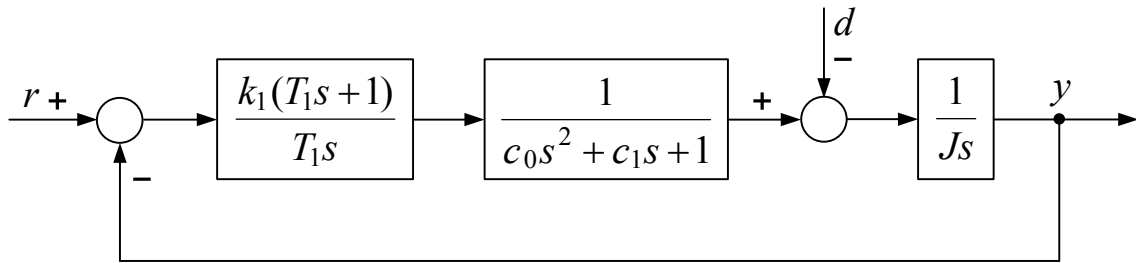 d
−
r +
k₁(T₁s + 1)
T₁s
1
c₀s² + c₁s + 1
+
1
Js
y
−